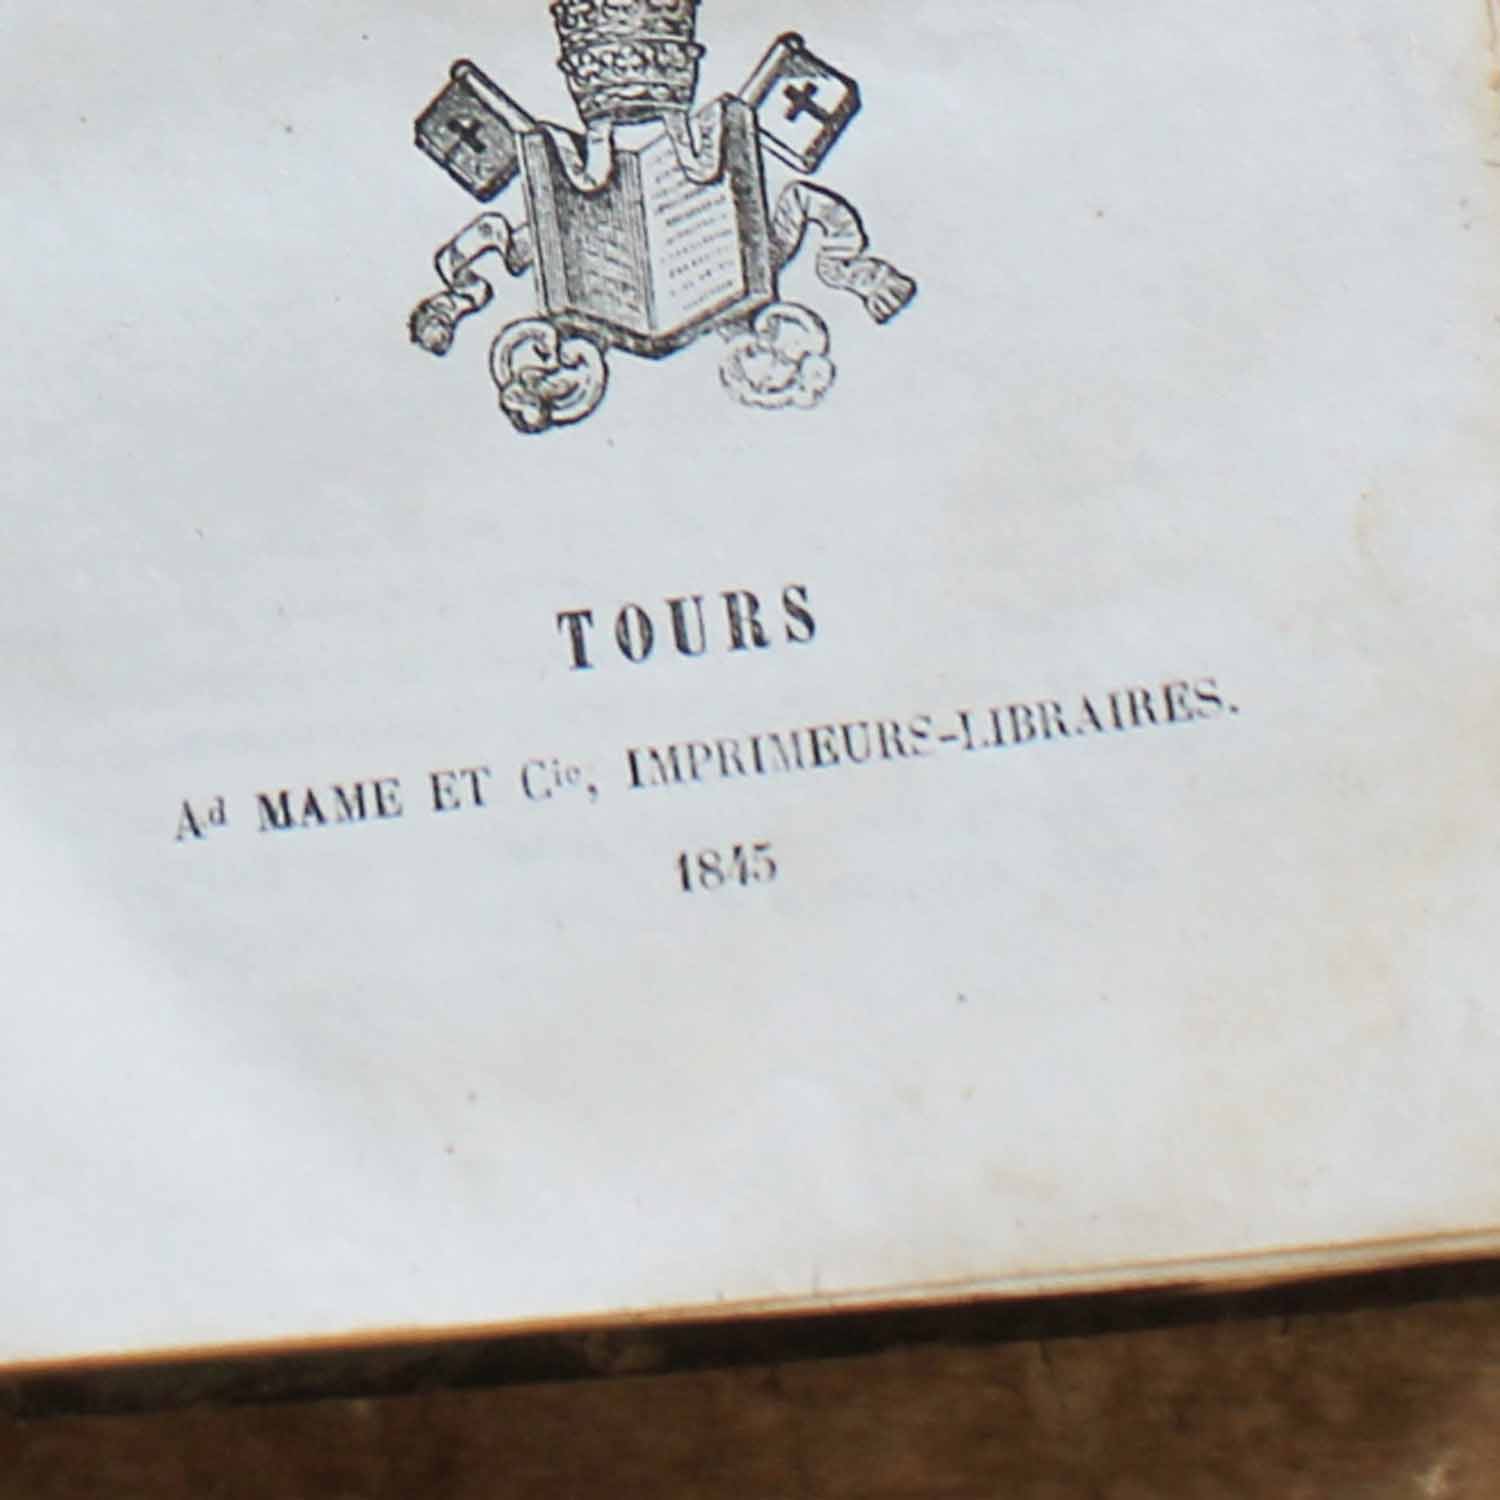 TOURS
Ad MAME ET Cie, IMPRIMEURS-LIBRAIRES.
1845